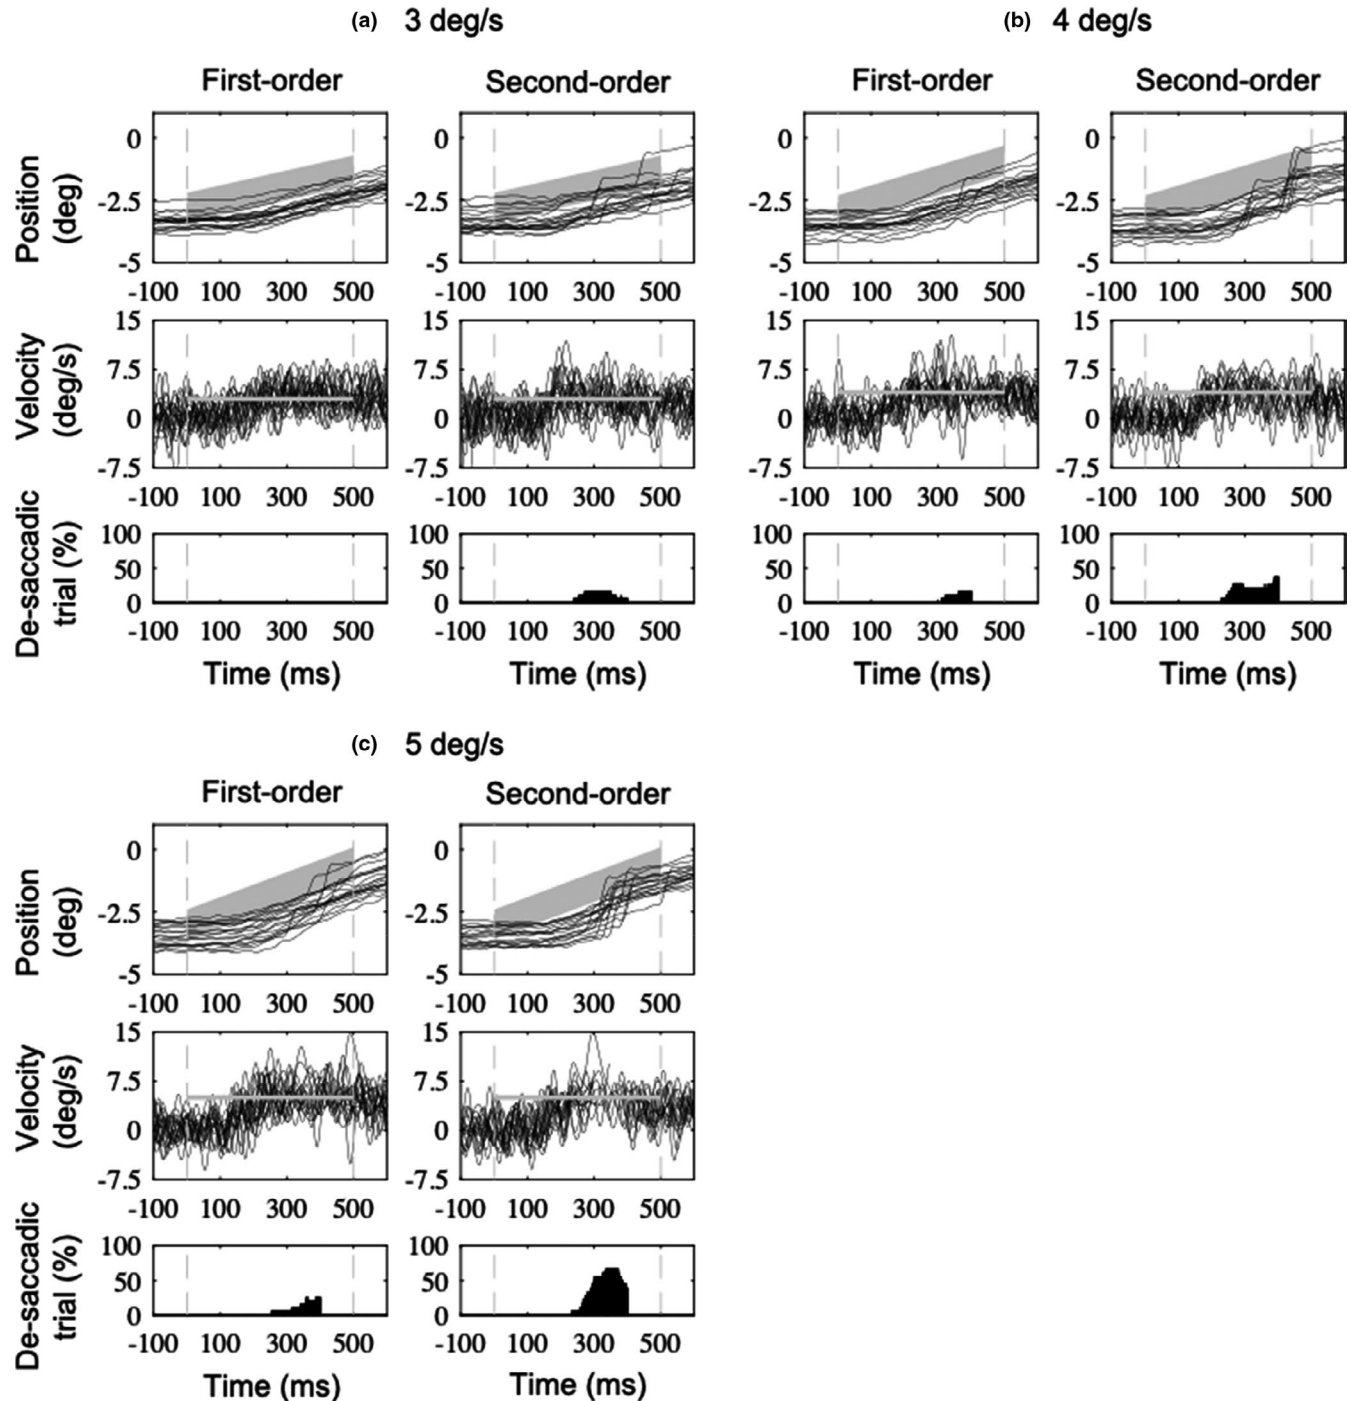 (a) 3 deg/s (b) 4 deg/s
First-order Second-order First-order Second-order
Position (deg)
0 0 0 0
-2.5 -2.5 -2.5 -2.5
-5 -5 -5 -5
-100 100 300 500 -100 100 300 500 -100 100 300 500 -100 100 300 500
Velocity (deg/s)
15 15 15 15
7.5 7.5 7.5 7.5
0 0 0 0
-7.5 -7.5 -7.5 -7.5
-100 100 300 500 -100 100 300 500 -100 100 300 500 -100 100 300 500
De-saccadic trial (%)
100 100 100 100
50 50 50 50
0 0 0 0
-100 100 300 500 -100 100 300 500 -100 100 300 500 -100 100 300 500
Time (ms) Time (ms) Time (ms) Time (ms)
(c) 5 deg/s
First-order Second-order
Position (deg)
0 0
-2.5 -2.5
-5 -5
-100 100 300 500 -100 100 300 500
Velocity (deg/s)
15 15
7.5 7.5
0 0
-7.5 -7.5
-100 100 300 500 -100 100 300 500
De-saccadic trial (%)
100 100
50 50
0 0
-100 100 300 500 -100 100 300 500
Time (ms) Time (ms)